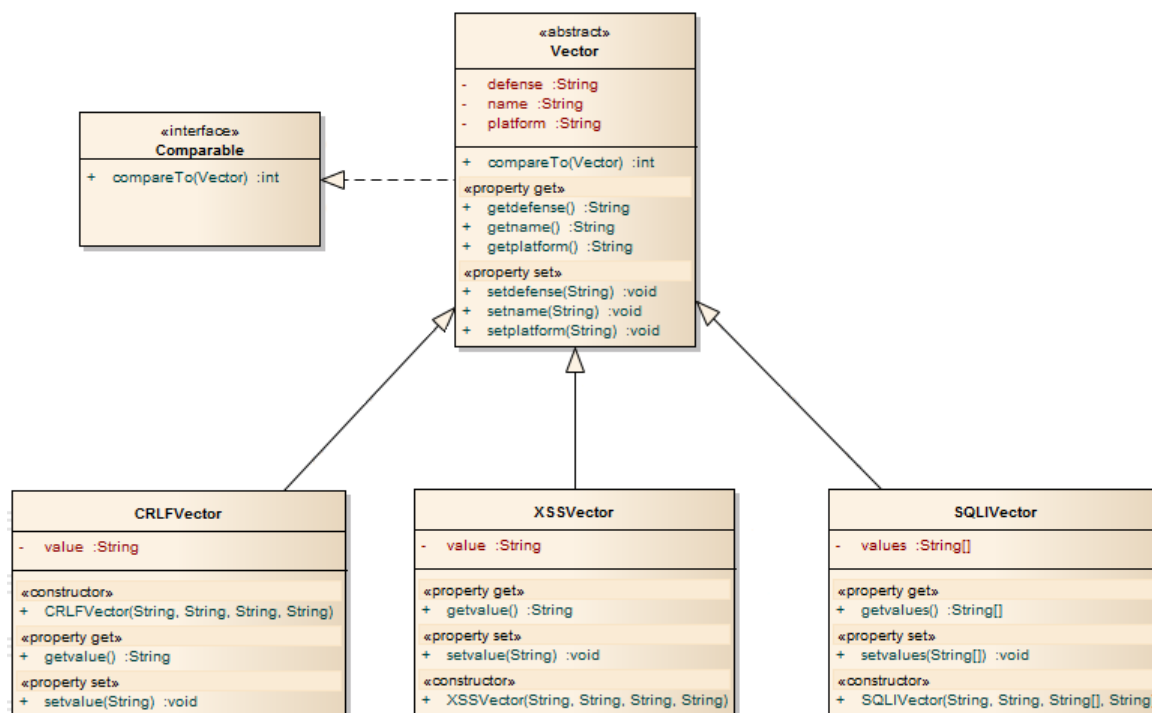 «abstract»
Vector
- defense :String
- name :String
- platform :String
+ compareTo(Vector) :int
«property get»
+ getdefense() :String
+ getname() :String
+ getplatform() :String
«property set»
+ setdefense(String) :void
+ setname(String) :void
+ setplatform(String) :void
«interface»
Comparable
+ compareTo(Vector) :int
CRLFVector
- value :String
«constructor»
+ CRLFVector(String, String, String, String)
«property get»
+ getvalue() :String
«property set»
+ setvalue(String) :void
XSSVector
- value :String
«property get»
+ getvalue() :String
«property set»
+ setvalue(String) :void
«constructor»
+ XSSVector(String, String, String, String)
SQLIVector
- values :String[]
«property get»
+ getvalues() :String[]
«property set»
+ setvalues(String[]) :void
«constructor»
+ SQLIVector(String, String, String[], String)